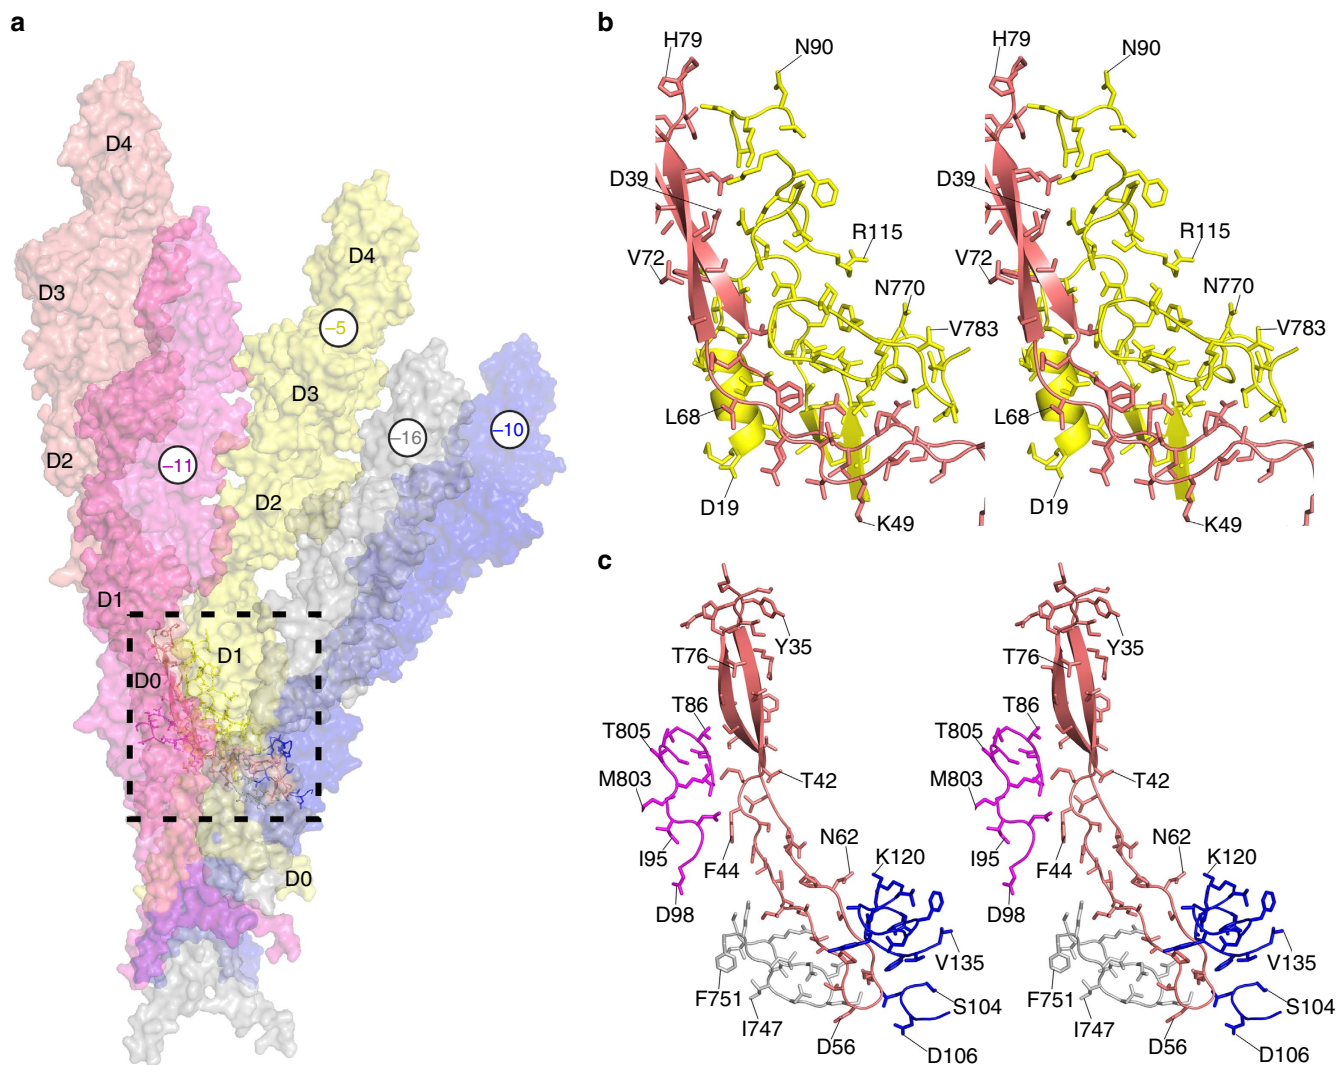 a
D4
D3
D4
–5
D3
–16
–10
D2
–11
D2
D1
D1
D0
D0
b
H79
N90
D39
R115
V72
N770
V783
L68
D19
K49
H79
N90
D39
R115
V72
N770
V783
L68
D19
K49
c
Y35
T76
T86
T805
M803
T42
I95
F44
N62
K120
D98
V135
F751
S104
I747
D56
D106
Y35
T76
T86
T805
M803
T42
I95
F44
N62
K120
D98
V135
F751
S104
I747
D56
D106